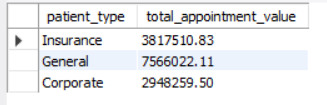 patient_type total_appointment_value
Insurance 3817510.83
General 7566022.11
Corporate 2948259.50